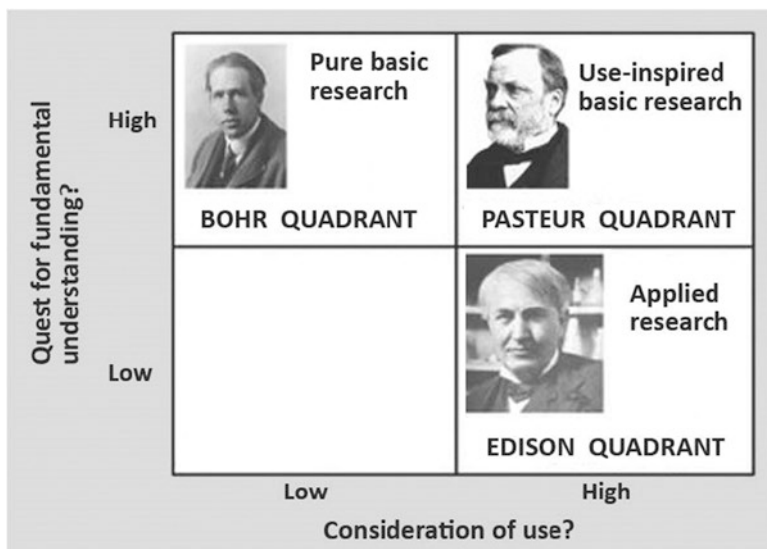 Quest for fundamental
understanding?
High
Pure basic
research
BOHR QUADRANT
Use-inspired
basic research
PASTEUR QUADRANT
Low
Applied
research
EDISON QUADRANT
Low
High
Consideration of use?